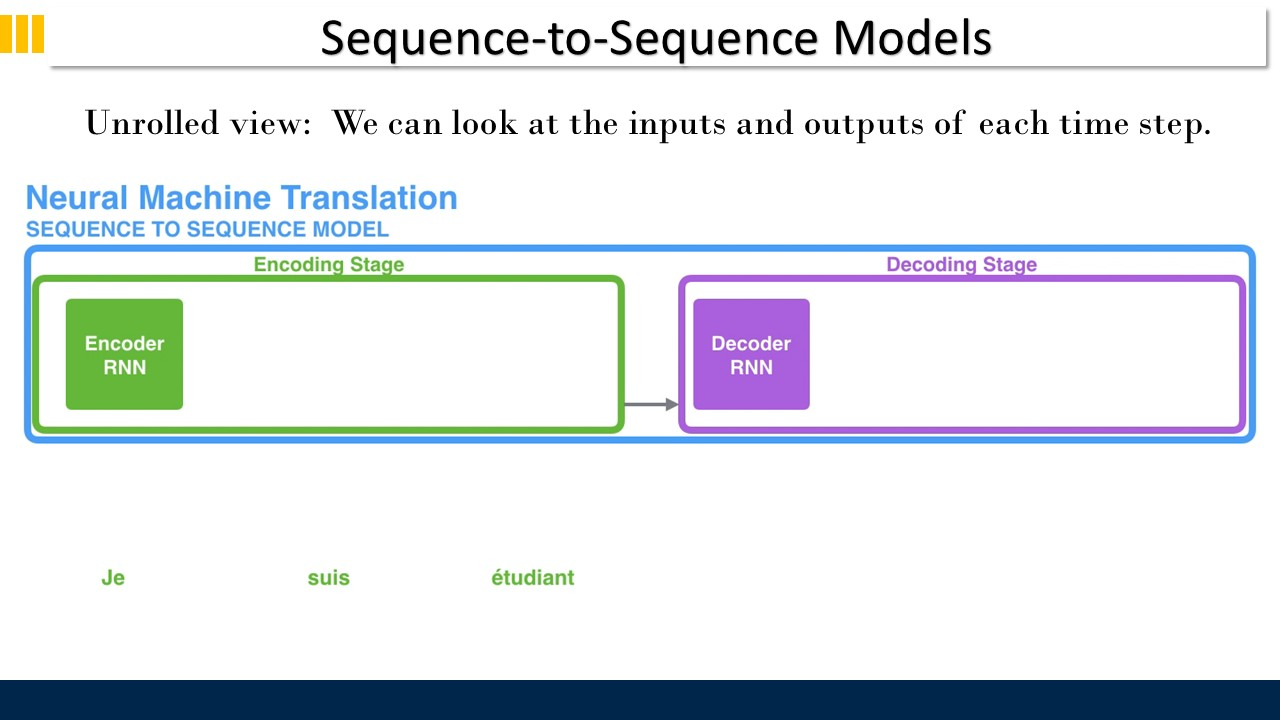 Sequence-to-Sequence Models
Unrolled view: We can look at the inputs and outputs of each time step.
Neural Machine Translation
SEQUENCE TO SEQUENCE MODEL
Encoding Stage
Decoding Stage
Encoder
RNN
Decoder
RNN
Je
suis
étudiant